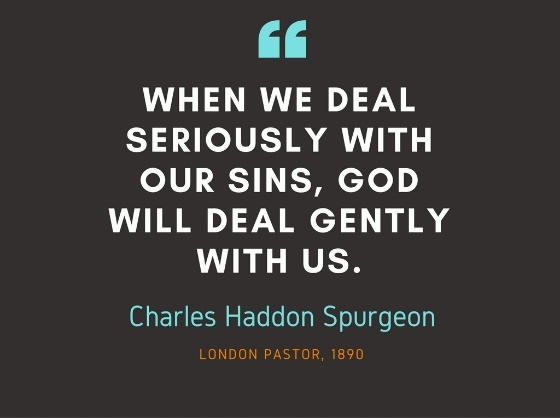 “
WHEN WE DEAL
SERIOUSLY WITH
OUR SINS, GOD
WILL DEAL GENTLY
WITH US.
Charles Haddon Spurgeon
LONDON PASTOR, 1890